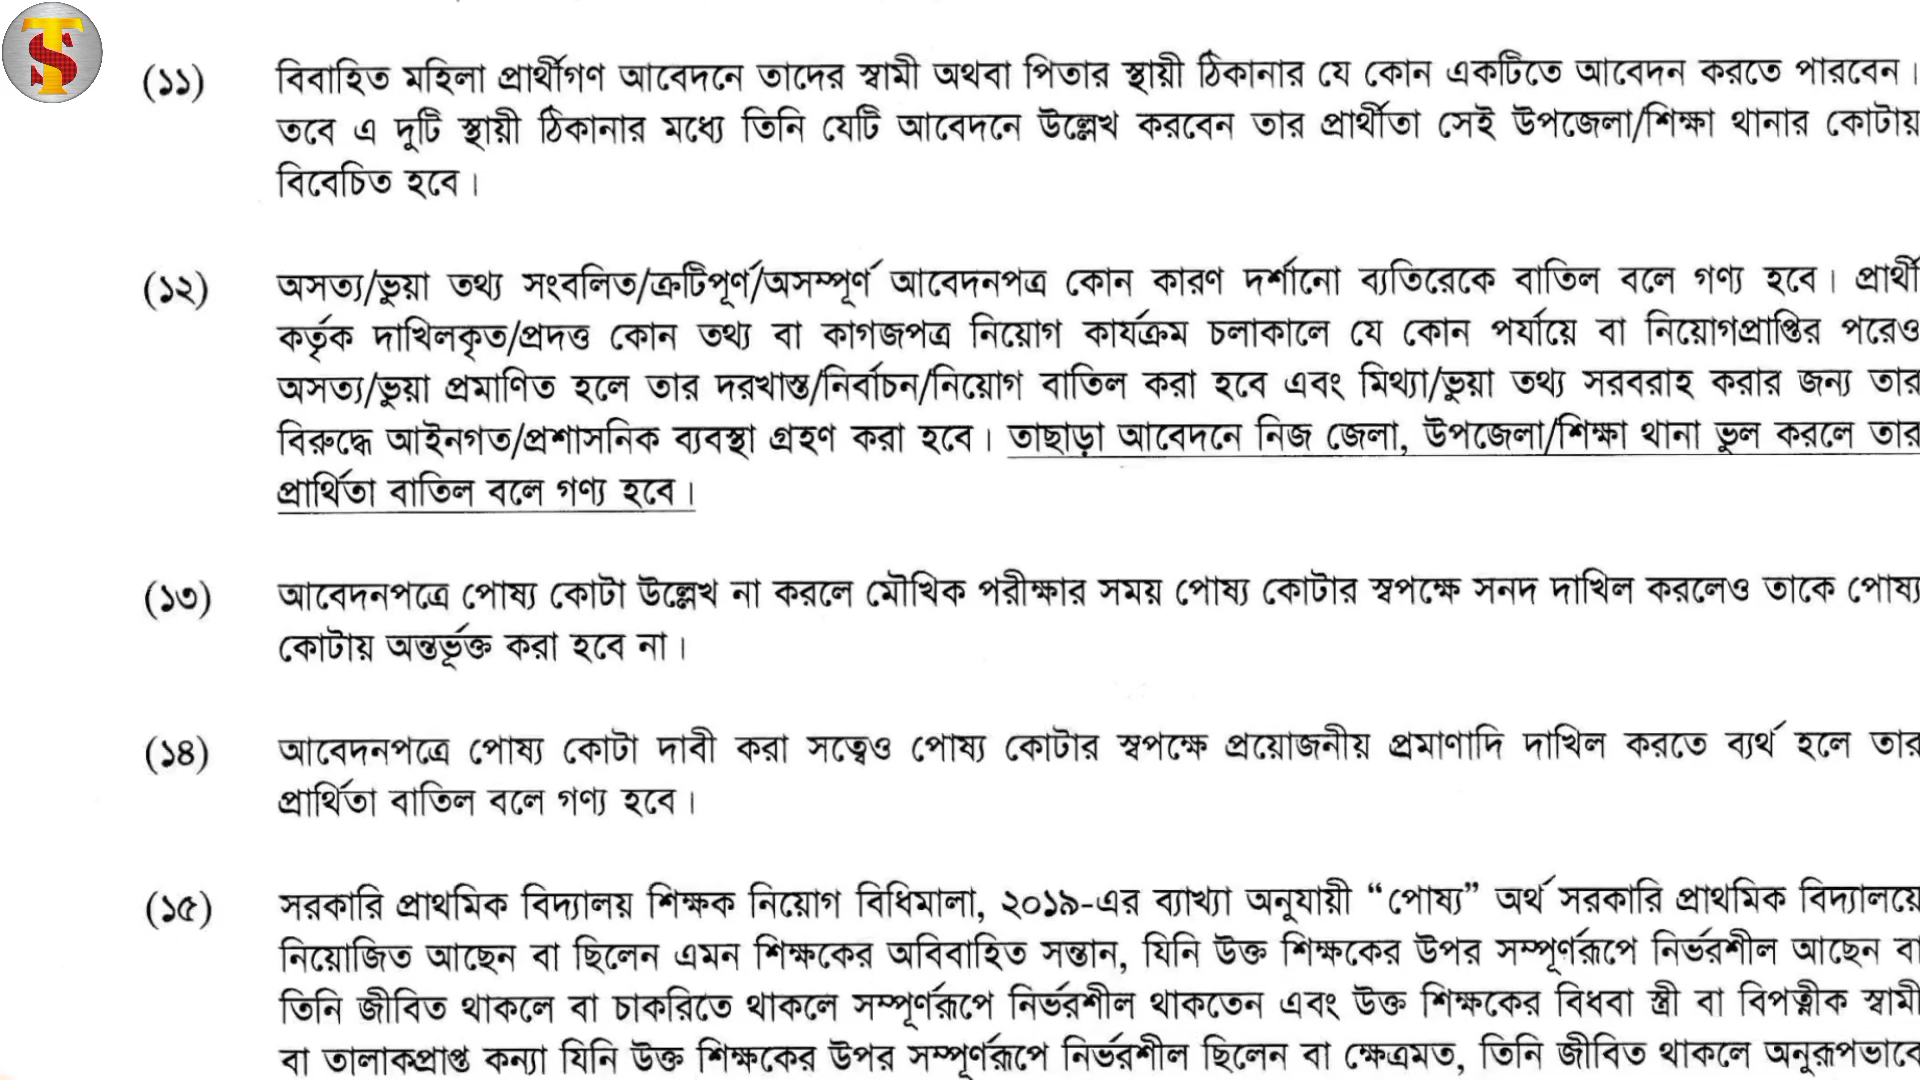 (১১) বিবাহিত মহিলা প্রার্থীগণ আবেদনে তাদের স্বামী অথবা পিতার স্থায়ী ঠিকানার যে কোন একটিতে আবেদন করতে পারবেন।
তবে এ দুটি স্থায়ী ঠিকানার মধ্যে তিনি যেটি আবেদনে উল্লেখ করবেন তার প্রার্থীতা সেই উপজেলা/শিক্ষা থানার কোটায়
বিবেচিত হবে।
(১২) অসত্য/ভুয়া তথ্য সংবলিত/ত্রুটিপূর্ণ/অসম্পূর্ণ আবেদনপত্র কোন কারণ দর্শানো ব্যতিরেকে বাতিল বলে গণ্য হবে। প্রার্থী
কর্তৃক দাখিলকৃত/প্রদত্ত কোন তথ্য বা কাগজপত্র নিয়োগ কার্যক্রম চলাকালে যে কোন পর্যায়ে বা নিয়োগপ্রাপ্তির পরেও
অসত্য/ভুয়া প্রমাণিত হলে তার দরখাস্ত/নির্বাচন/নিয়োগ বাতিল করা হবে এবং মিথ্যা/ভুয়া তথ্য সরবরাহ করার জন্য তার
বিরুদ্ধে আইনগত/প্রশাসনিক ব্যবস্থা গ্রহণ করা হবে। তাছাড়া আবেদনে নিজ জেলা, উপজেলা/শিক্ষা থানা ভুল করলে তার
প্রার্থিতা বাতিল বলে গণ্য হবে।
(১৩) আবেদনপত্রে পোষ্য কোটা উল্লেখ না করলে মৌখিক পরীক্ষার সময় পোষ্য কোটার স্বপক্ষে সনদ দাখিল করলেও তাকে পোষ্য
কোটায় অন্তর্ভূক্ত করা হবে না।
(১৪) আবেদনপত্রে পোষ্য কোটা দাবী করা সত্বেও পোষ্য কোটার স্বপক্ষে প্রয়োজনীয় প্রমাণাদি দাখিল করতে ব্যর্থ হলে তার
প্রার্থিতা বাতিল বলে গণ্য হবে।
(১৫) সরকারি প্রাথমিক বিদ্যালয় শিক্ষক নিয়োগ বিধিমালা, ২০১৯-এর ব্যাখ্যা অনুযায়ী “পোষ্য” অর্থ সরকারি প্রাথমিক বিদ্যালয়ে
নিয়োজিত আছেন বা ছিলেন এমন শিক্ষকের অবিবাহিত সন্তান, যিনি উক্ত শিক্ষকের উপর সম্পূর্ণরূপে নির্ভরশীল আছেন বা
তিনি জীবিত থাকলে বা চাকরিতে থাকলে সম্পূর্ণরূপে নির্ভরশীল থাকতেন এবং উক্ত শিক্ষকের বিধবা স্ত্রী বা বিপত্নীক স্বামী
বা তালাকপ্রাপ্ত কন্যা যিনি উক্ত শিক্ষকের উপর সম্পূর্ণরূপে নির্ভরশীল ছিলেন বা ক্ষেত্রমত, তিনি জীবিত থাকলে অনুরূপভাবে